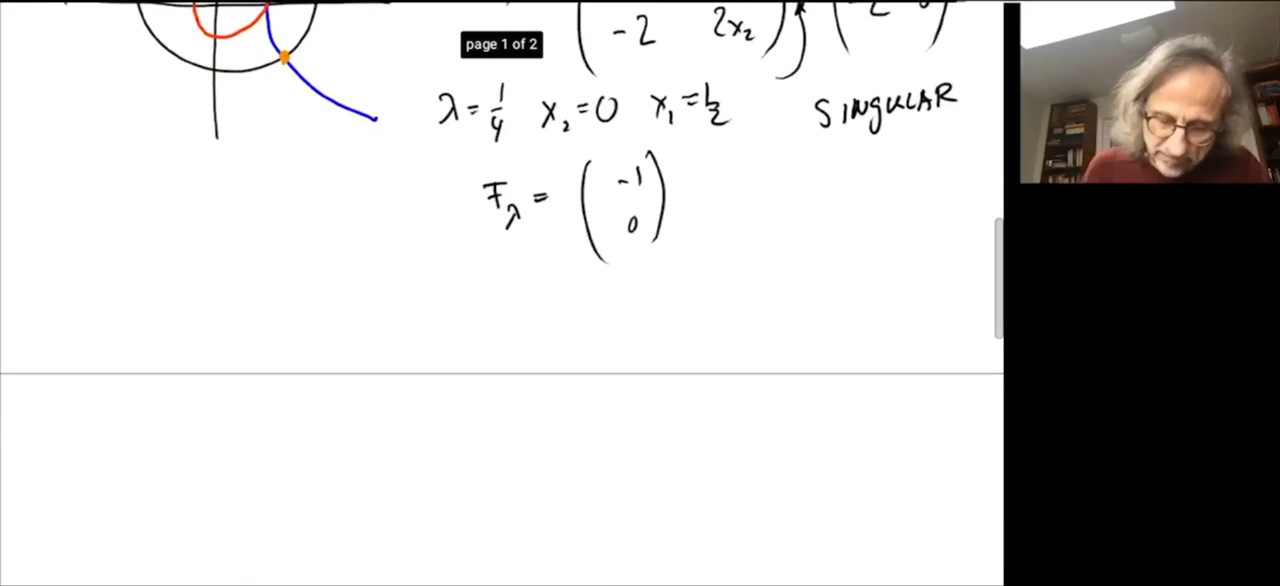 -2 2x₂
page 1 of 2
λ = 1/4 x₂ = 0 x₁ = 1/2 SINGULAR
F_λ = ( -1
0 )